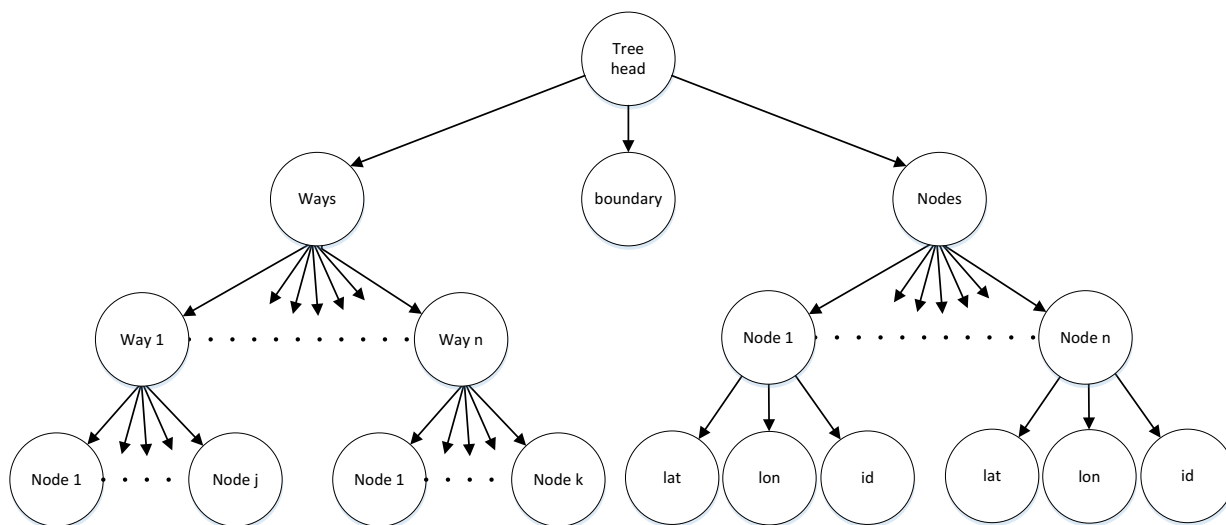 Tree
head
Ways
boundary
Nodes
Way 1
Way n
Node 1
Node n
Node 1
Node j
Node 1
Node k
lat
lon
id
lat
lon
id